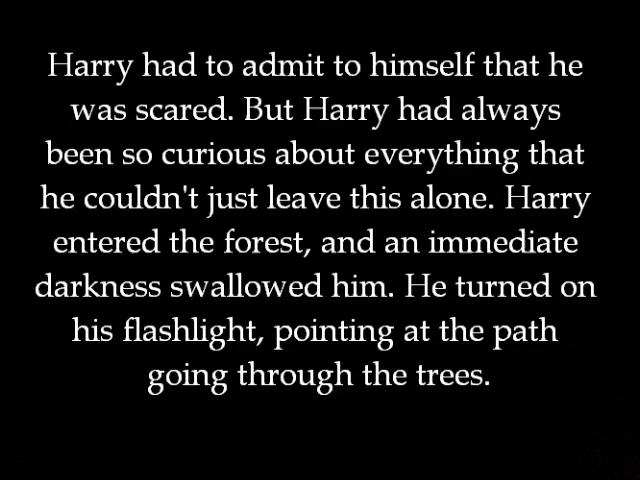 Harry had to admit to himself that he
was scared. But Harry had always
been so curious about everything that
he couldn't just leave this alone. Harry
entered the forest, and an immediate
darkness swallowed him. He turned on
his flashlight, pointing at the path
going through the trees.